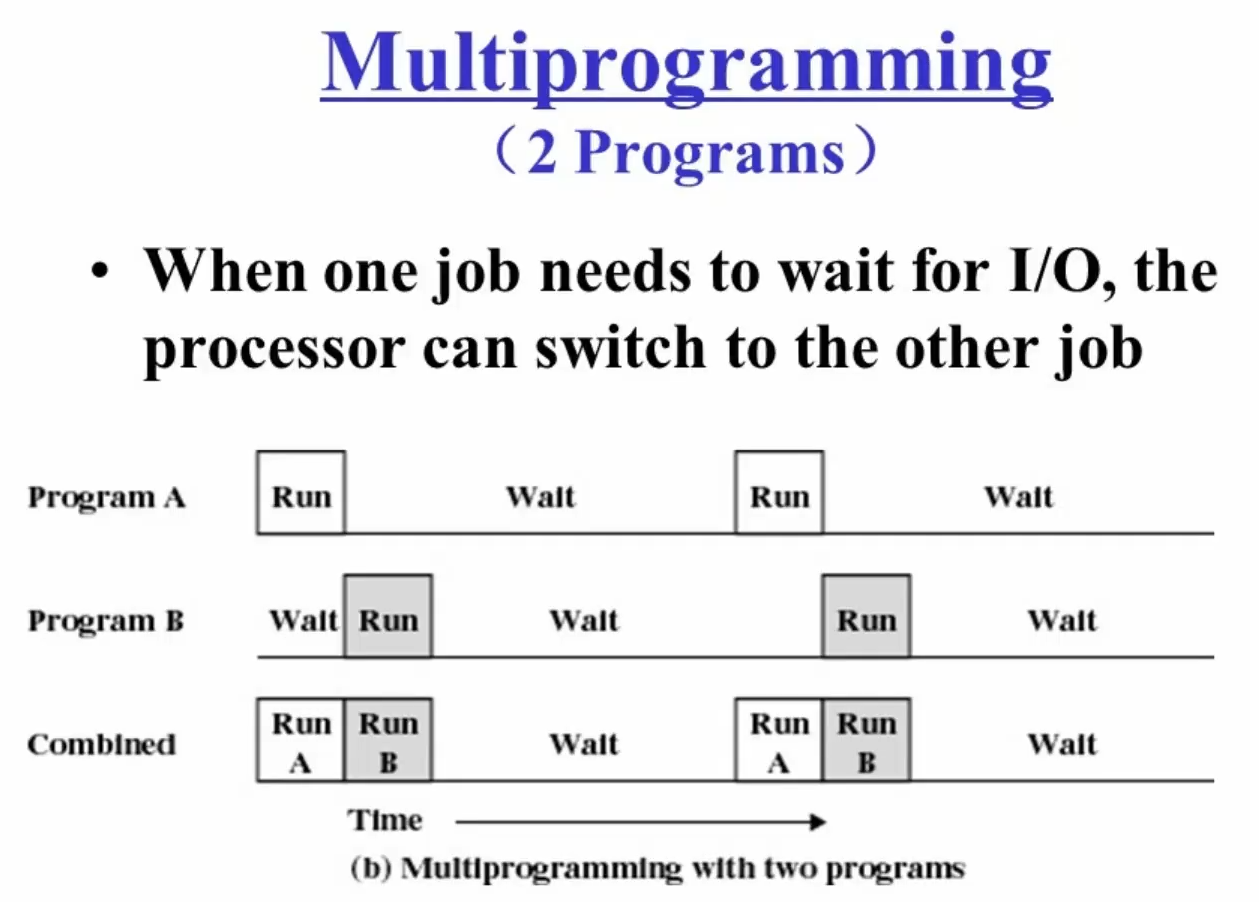 Multiprogramming
（2 Programs）
• When one job needs to wait for I/O, the
processor can switch to the other job
Program A Run Wait Run Wait
Program B Wait Run Wait Run Wait
Combined Run A Run B Wait Run A Run B Wait
Time
(b) Multiprogramming with two programs